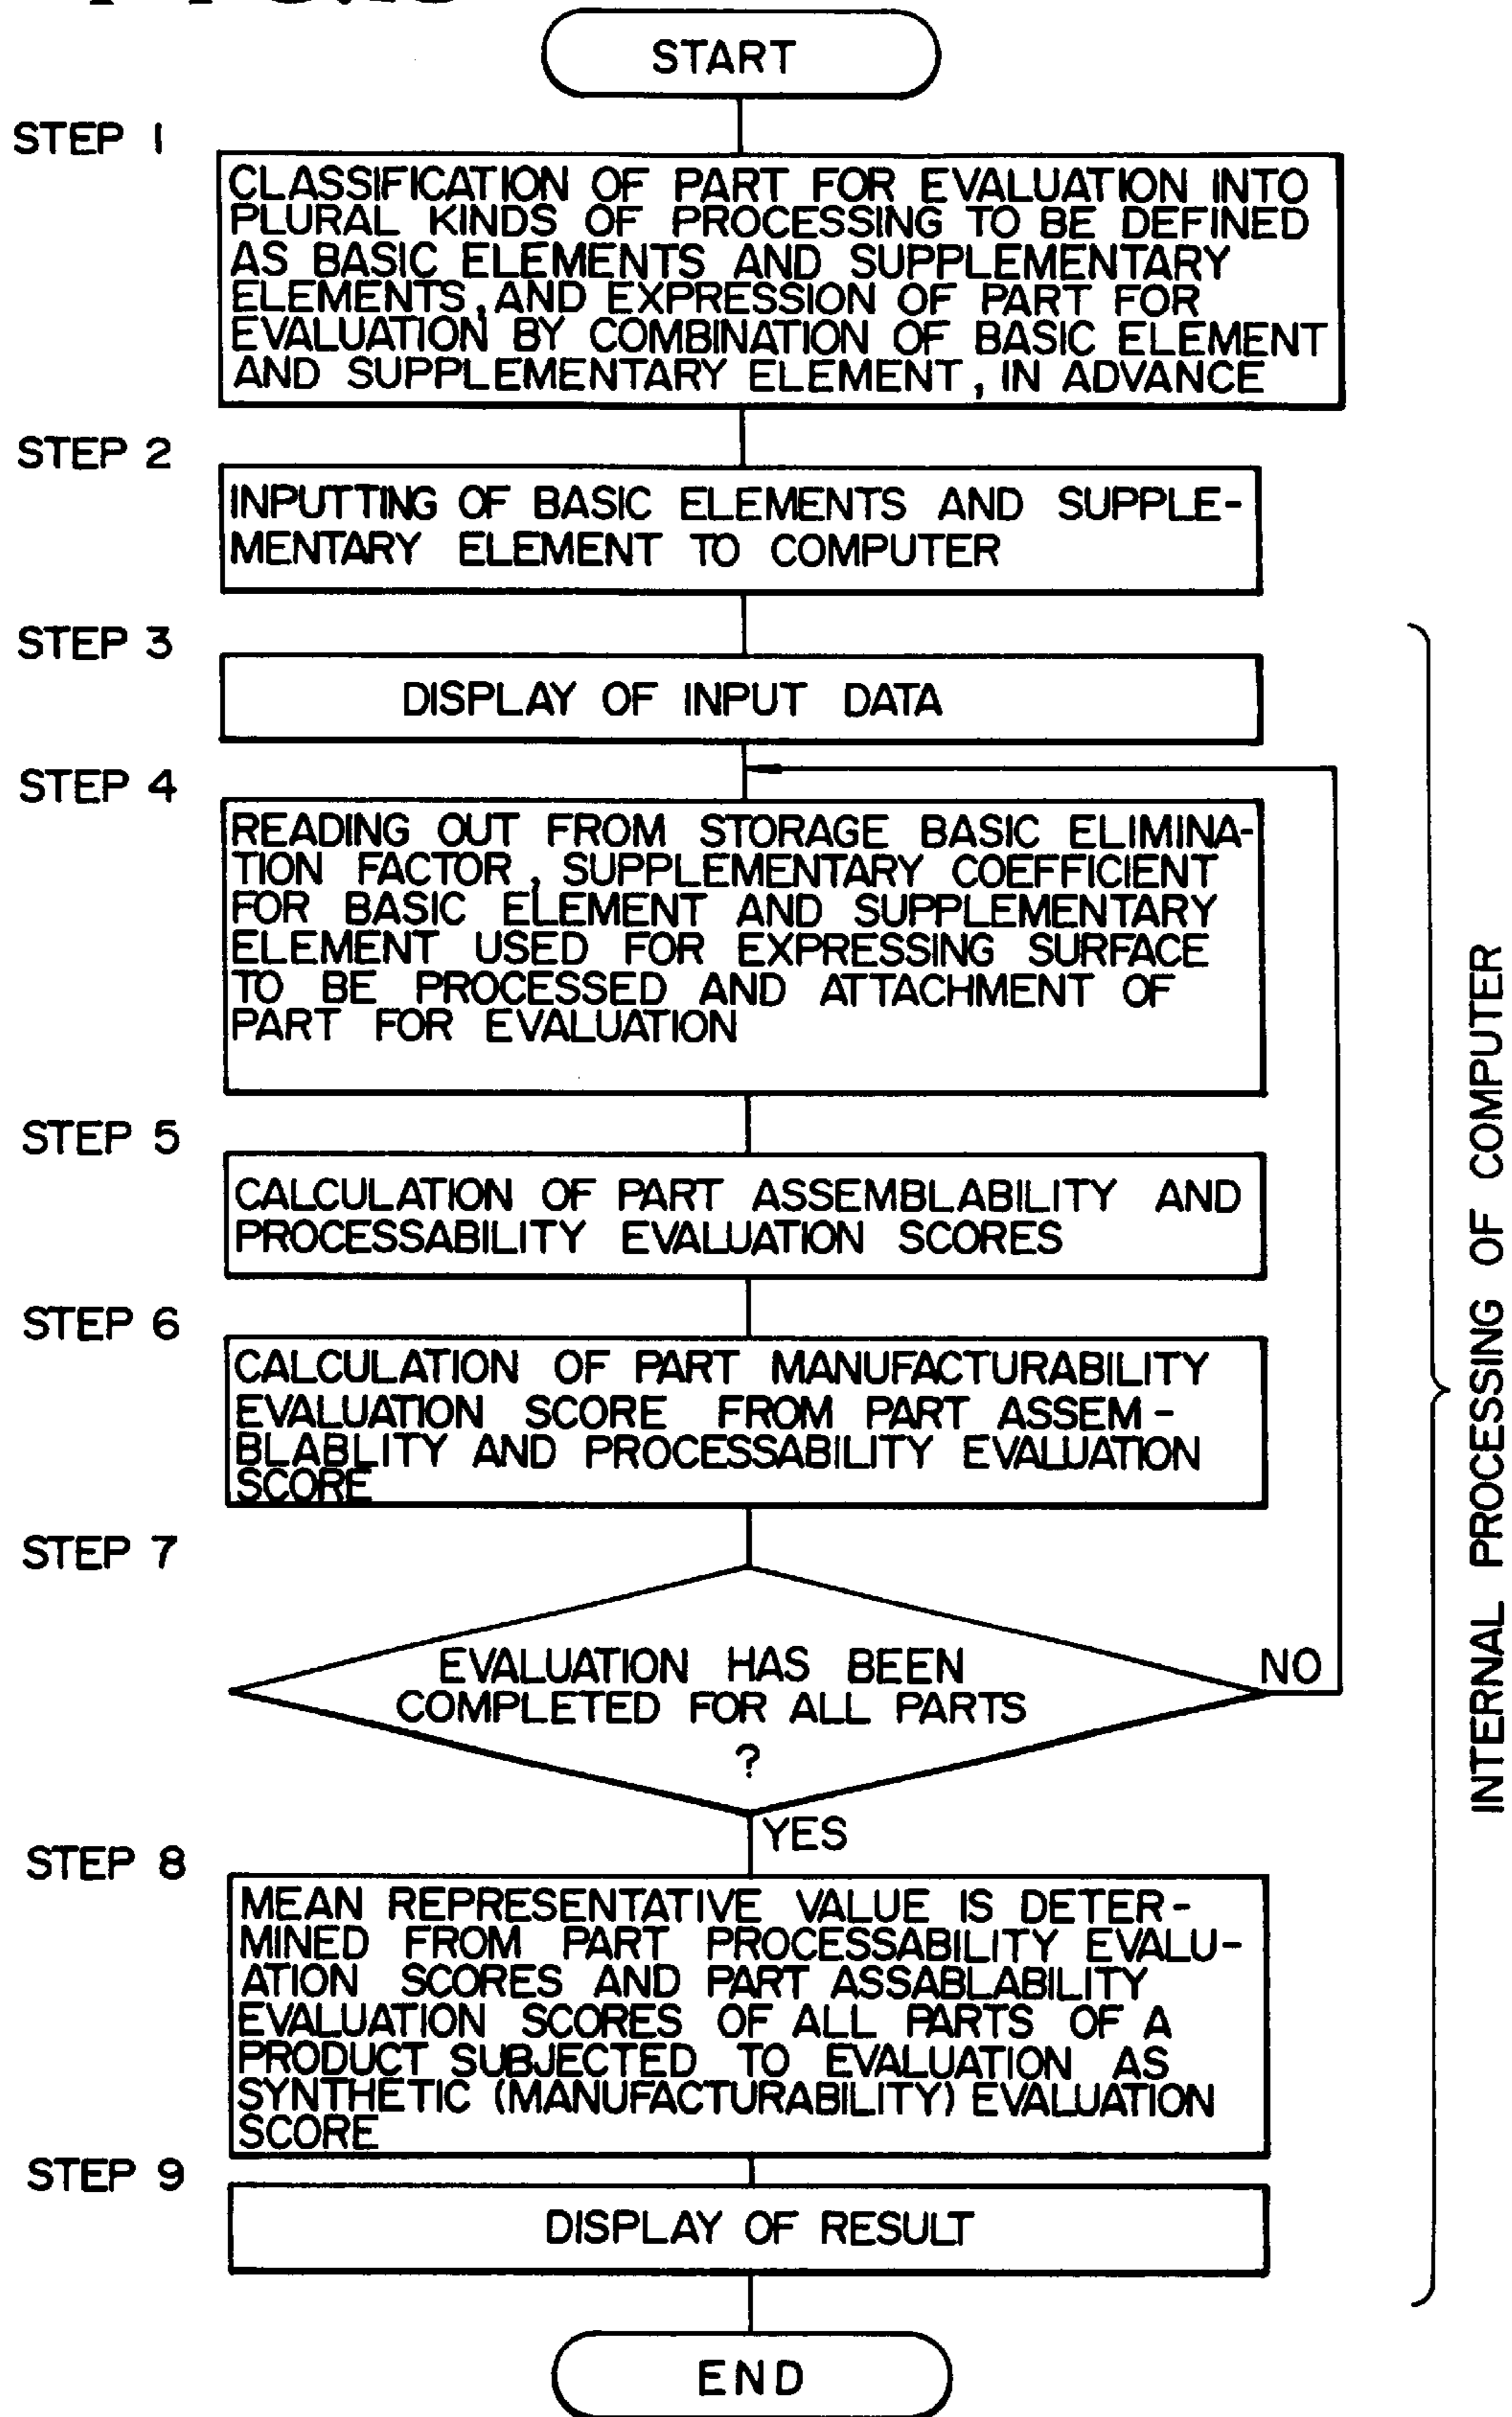 START
STEP 1
CLASSIFICATION OF PART FOR EVALUATION INTO
PLURAL KINDS OF PROCESSING TO BE DEFINED
AS BASIC ELEMENTS AND SUPPLEMENTARY
ELEMENTS, AND EXPRESSION OF PART FOR
EVALUATION BY COMBINATION OF BASIC ELEMENT
AND SUPPLEMENTARY ELEMENT, IN ADVANCE
STEP 2
INPUTTING OF BASIC ELEMENTS AND SUPPLE-
MENTARY ELEMENT TO COMPUTER
STEP 3
DISPLAY OF INPUT DATA
STEP 4
READING OUT FROM STORAGE BASIC ELIMINA-
TION FACTOR, SUPPLEMENTARY COEFFICIENT
FOR BASIC ELEMENT AND SUPPLEMENTARY
ELEMENT USED FOR EXPRESSING SURFACE
TO BE PROCESSED AND ATTACHMENT OF
PART FOR EVALUATION
STEP 5
CALCULATION OF PART ASSEMBLABILITY AND
PROCESSABILITY EVALUATION SCORES
STEP 6
CALCULATION OF PART MANUFACTURABILITY
EVALUATION SCORE FROM PART ASSEM-
BLABLITY AND PROCESSABILITY EVALUATION
SCORE
STEP 7
EVALUATION HAS BEEN
COMPLETED FOR ALL PARTS
?
NO
YES
STEP 8
MEAN REPRESENTATIVE VALUE IS DETER-
MINED FROM PART PROCESSABILITY EVALU-
ATION SCORES AND PART ASSABLABILITY
EVALUATION SCORES OF ALL PARTS OF A
PRODUCT SUBJECTED TO EVALUATION AS
SYNTHETIC (MANUFACTURABILITY) EVALUATION
SCORE
STEP 9
DISPLAY OF RESULT
END
INTERNAL PROCESSING OF COMPUTER